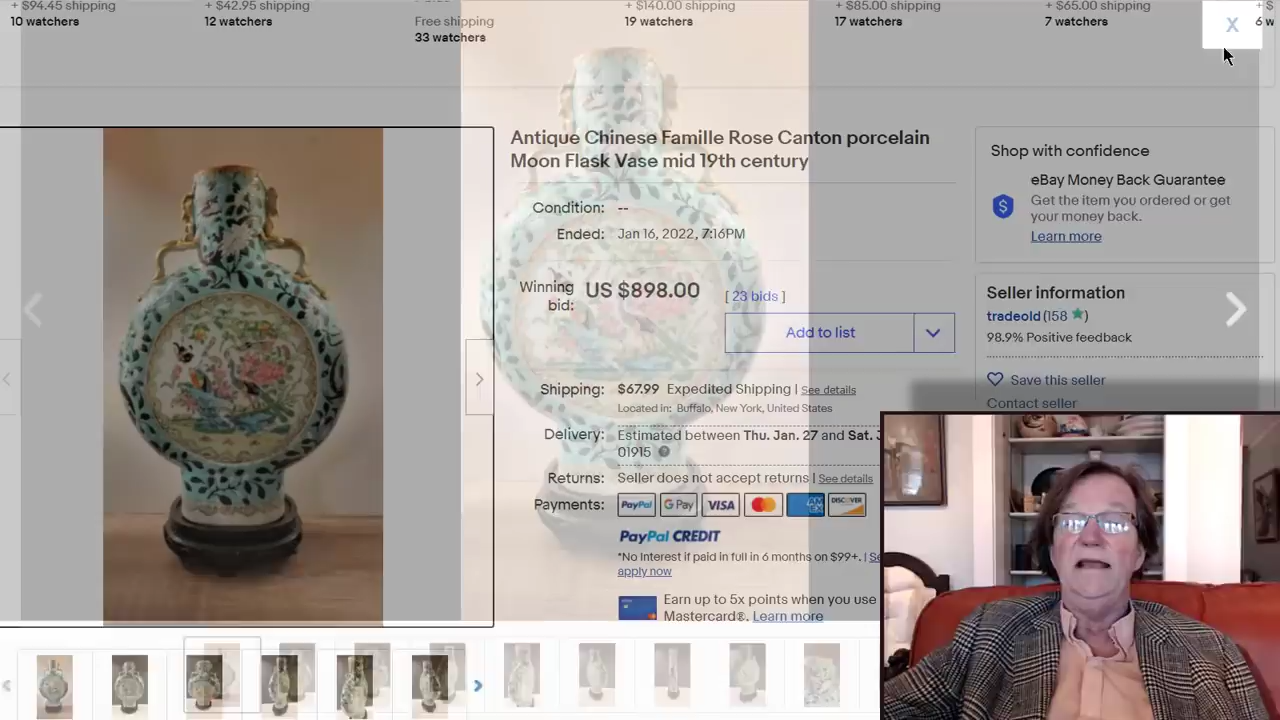 + $94.45 shipping
10 watchers
+ $42.95 shipping
12 watchers
Free shipping
33 watchers
+ $140.00 shipping
19 watchers
+ $85.00 shipping
17 watchers
+ $65.00 shipping
7 watchers
+ $
6 w
X
Antique Chinese Famille Rose Canton porcelain
Moon Flask Vase mid 19th century
Condition: --
Ended: Jan 16, 2022, 7:16PM
Winning
bid:
US $898.00
[ 23 bids ]
Add to list
Shipping: $67.99 Expedited Shipping | See details
Located in: Buffalo, New York, United States
Delivery: Estimated between Thu. Jan. 27 and Sat. J
01915
Returns: Seller does not accept returns | See details
Payments: PayPal G Pay VISA AM EX DISCOVER
PayPal CREDIT
*No Interest if paid in full in 6 months on $99+. | Se
apply now
Earn up to 5x points when you use
Mastercard®. Learn more
Shop with confidence
eBay Money Back Guarantee
Get the item you ordered or get
your money back.
Learn more
Seller information
tradeold (158 )
98.9% Positive feedback
Save this seller
Contact seller